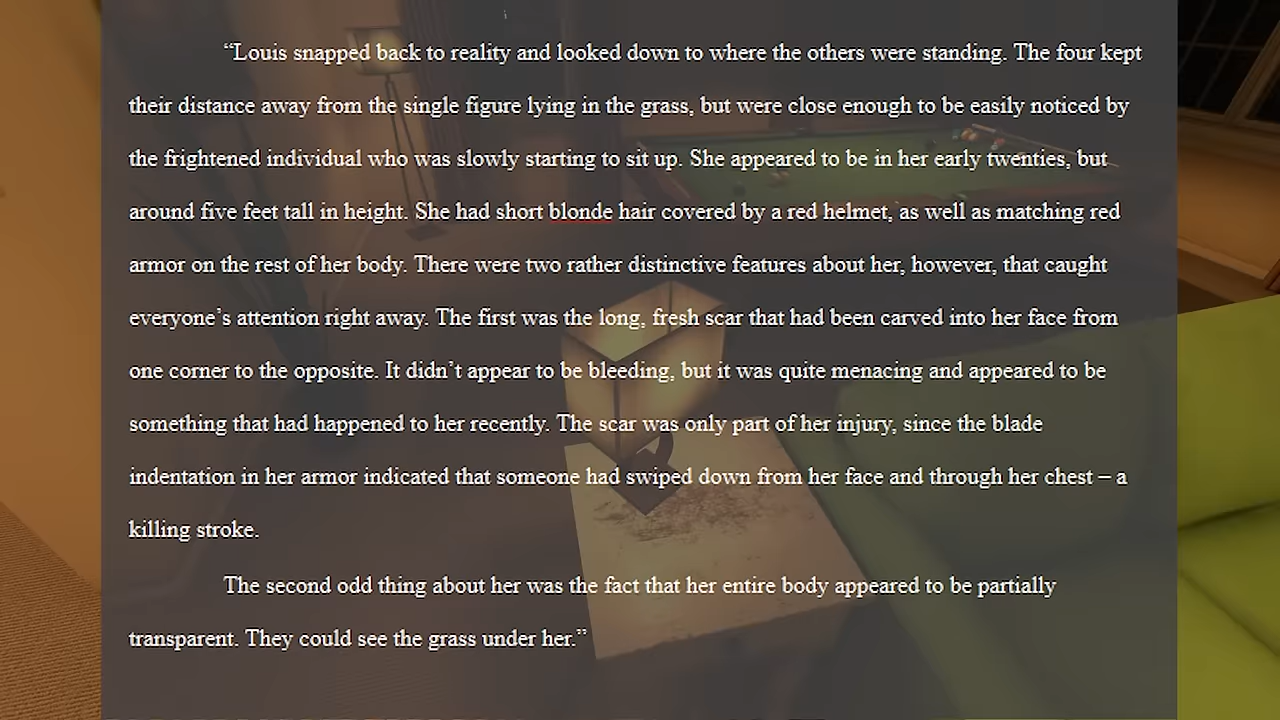 “Louis snapped back to reality and looked down to where the others were standing. The four kept
their distance away from the single figure lying in the grass, but were close enough to be easily noticed by
the frightened individual who was slowly starting to sit up. She appeared to be in her early twenties, but
around five feet tall in height. She had short blonde hair covered by a red helmet, as well as matching red
armor on the rest of her body. There were two rather distinctive features about her, however, that caught
everyone’s attention right away. The first was the long, fresh scar that had been carved into her face from
one corner to the opposite. It didn’t appear to be bleeding, but it was quite menacing and appeared to be
something that had happened to her recently. The scar was only part of her injury, since the blade
indentation in her armor indicated that someone had swiped down from her face and through her chest – a
killing stroke.
The second odd thing about her was the fact that her entire body appeared to be partially
transparent. They could see the grass under her.”